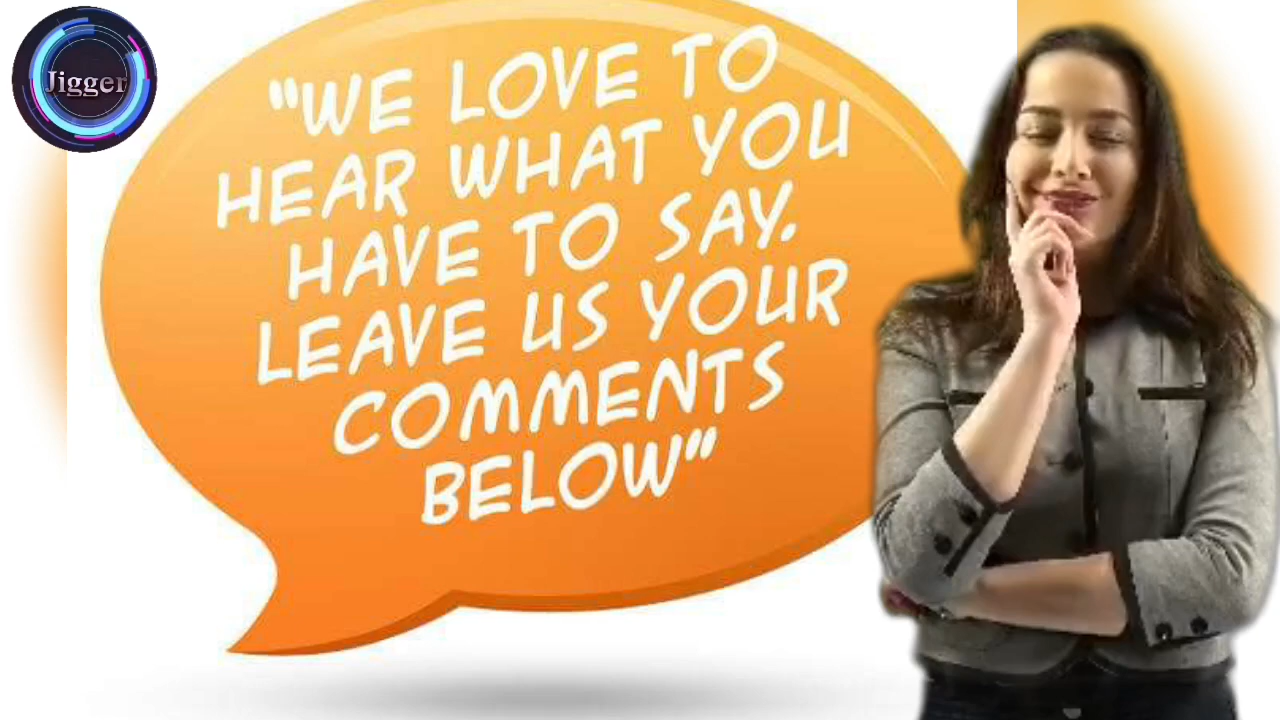 Jigger
"WE LOVE TO
HEAR WHAT YOU
HAVE TO SAY.
LEAVE US YOUR
COMMENTS
BELOW"